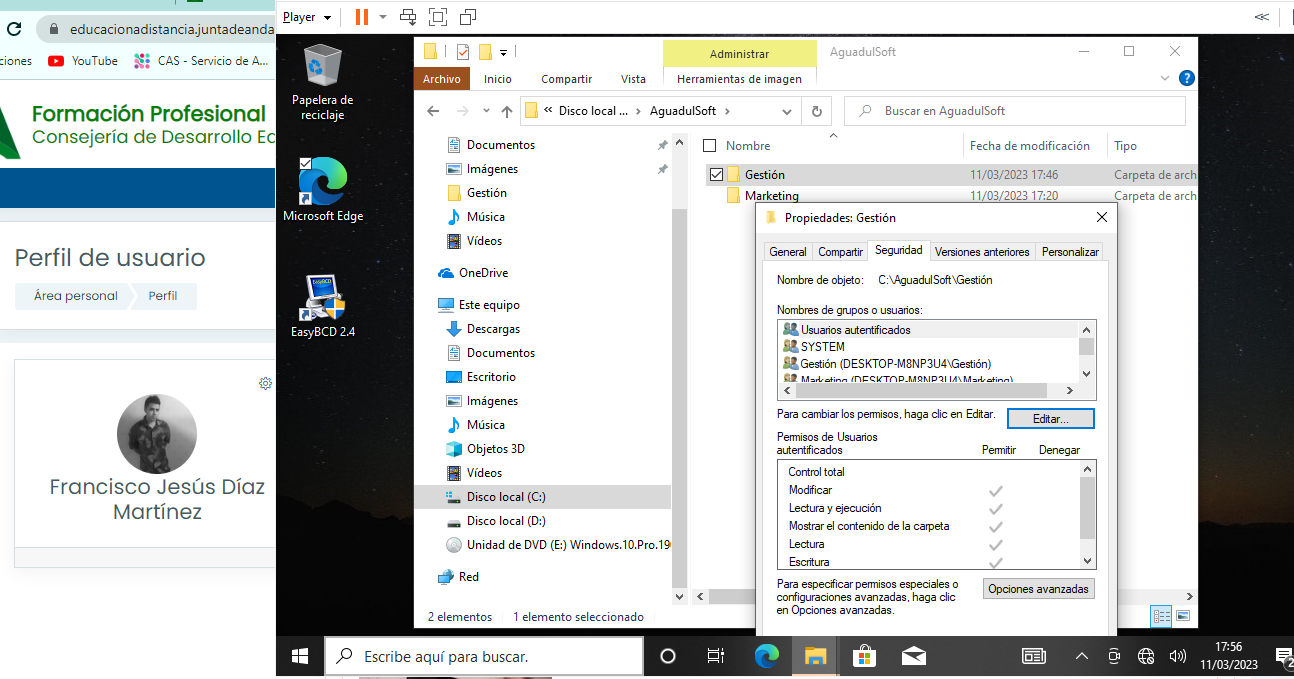 educacionadistancia.juntadeanda
ciones
YouTube
CAS - Servicio de A...
Formación Profesional
Consejería de Desarrollo Ed
Perfil de usuario
Área personal
Perfil
Francisco Jesús Díaz
Martínez
Player
Papelera de
reciclaje
Microsoft Edge
EasyBCD
EasyBCD 2.4
Administrar
AguadulSoft
Archivo
Inicio
Compartir
Vista
Herramientas de imagen
?
« Disco local ... › AguadulSoft ›
Buscar en AguadulSoft
Documentos
Imágenes
Gestión
Música
Vídeos
OneDrive
Este equipo
Descargas
Documentos
Escritorio
Imágenes
Música
Objetos 3D
Vídeos
Disco local (C:)
Disco local (D:)
Unidad de DVD (E:) Windows.10.Pro.19
Red
Nombre
Fecha de modificación
Tipo
Gestión
11/03/2023 17:46
Carpeta de arch
Marketing
11/03/2023 17:20
Carpeta de arch
Propiedades: Gestión
General
Compartir
Seguridad
Versiones anteriores
Personalizar
Nombre de objeto:
C:\AguadulSoft\Gestión
Nombres de grupos o usuarios:
Usuarios autentificados
SYSTEM
Gestión (DESKTOP-M8NP3U4\Gestión)
Marketing (DESKTOP-M8NP3U4\Marketing)
Para cambiar los permisos, haga clic en Editar.
Editar...
Permisos de Usuarios
autentificados
Permitir
Denegar
Control total
Modificar
Lectura y ejecución
Mostrar el contenido de la carpeta
Lectura
Escritura
Para especificar permisos especiales o
configuraciones avanzadas, haga clic
en Opciones avanzadas.
Opciones avanzadas
2 elementos
1 elemento seleccionado
Escribe aquí para buscar.
17:56
11/03/2023
2